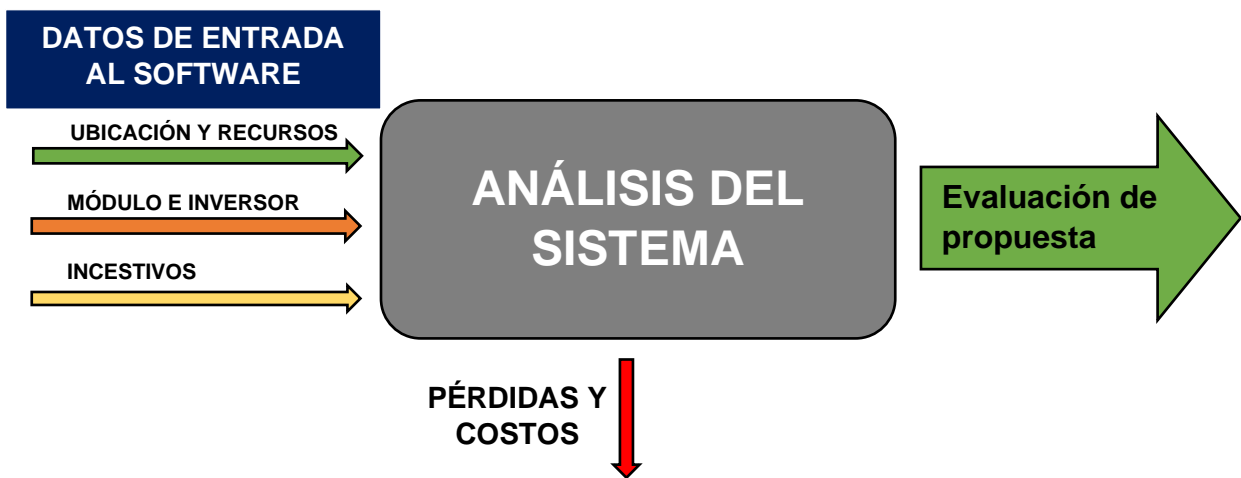 DATOS DE ENTRADA
AL SOFTWARE
UBICACIÓN Y RECURSOS
MÓDULO E INVERSOR
INCESTIVOS
ANÁLISIS DEL
SISTEMA
Evaluación de
propuesta
PÉRDIDAS Y
COSTOS